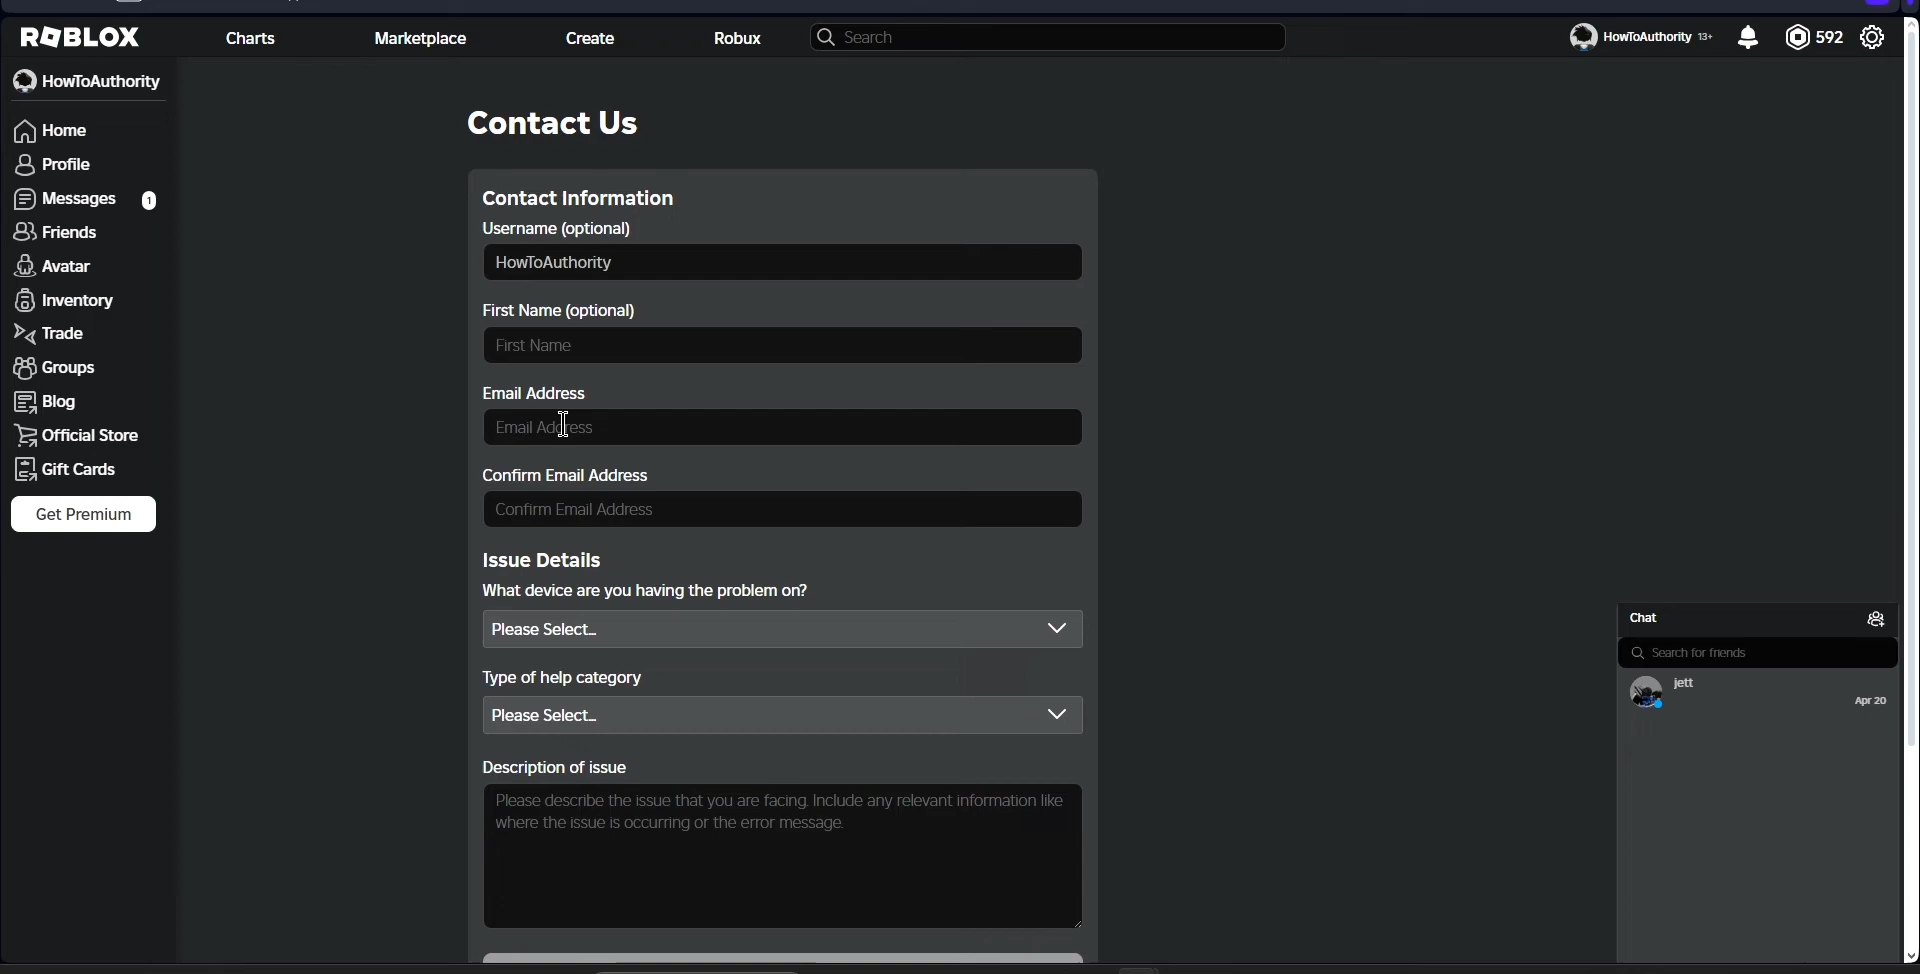 ROBLOX
Charts
Marketplace
Create
Robux
Search
HowToAuthority 13+
592
HowToAuthority
Home
Profile
Messages
1
Friends
Avatar
Inventory
Trade
Groups
Blog
Official Store
Gift Cards
Get Premium
Contact Us
Contact Information
Username (optional)
HowToAuthority
First Name (optional)
First Name
Email Address
Email Address
Confirm Email Address
Confirm Email Address
Issue Details
What device are you having the problem on?
Please Select...
Type of help category
Please Select...
Description of issue
Please describe the issue that you are facing. Include any relevant information like
where the issue is occurring or the error message.
Chat
Search for friends
jett
Apr 20